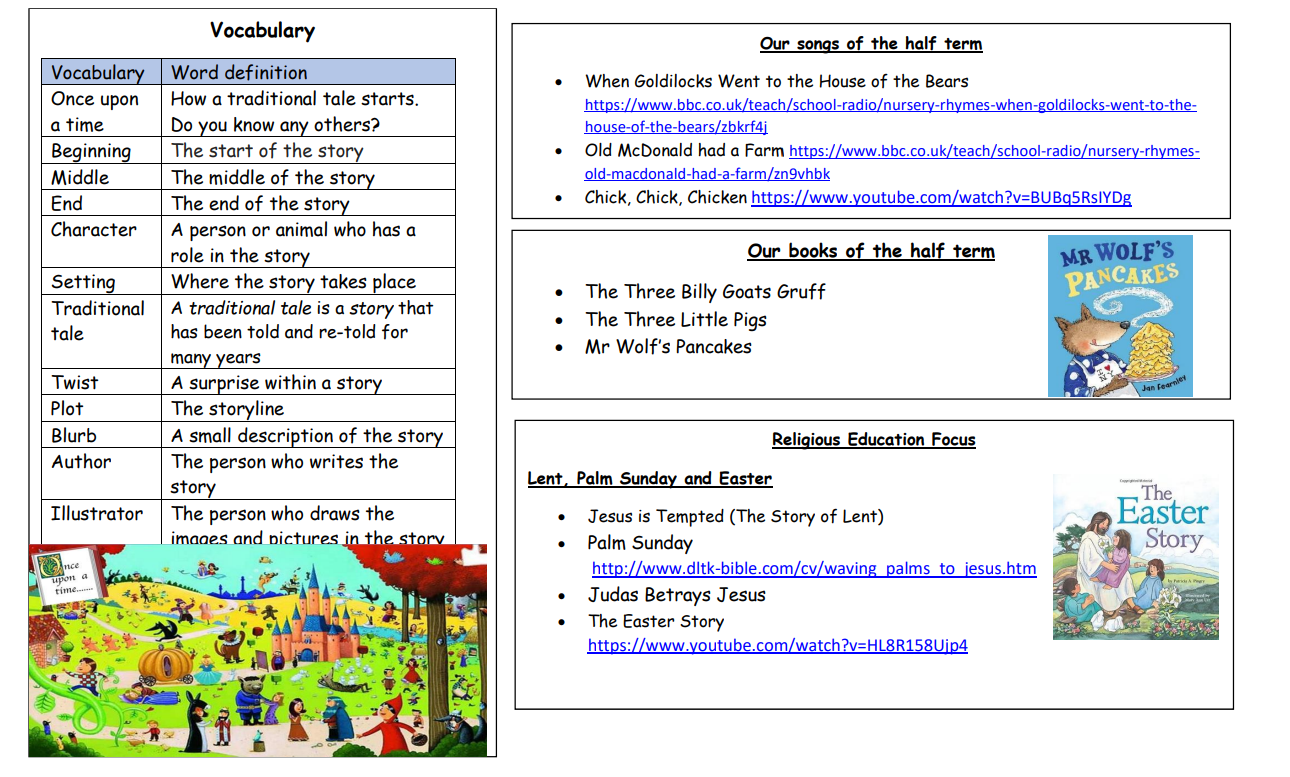 Vocabulary
Vocabulary Word definition
Once upon How a traditional tale starts.
a time Do you know any others?
Beginning The start of the story
Middle The middle of the story
End The end of the story
Character A person or animal who has a
role in the story
Setting Where the story takes place
Traditional A traditional tale is a story that
tale has been told and re-told for
many years
Twist A surprise within a story
Plot The storyline
Blurb A small description of the story
Author The person who writes the
story
Illustrator The person who draws the
images and pictures in the story
Once
upon a
time.......
Our songs of the half term
• When Goldilocks Went to the House of the Bears
https://www.bbc.co.uk/teach/school-radio/nursery-rhymes-when-goldilocks-went-to-the-
house-of-the-bears/zbkrf4j
• Old McDonald had a Farm https://www.bbc.co.uk/teach/school-radio/nursery-rhymes-
old-macdonald-had-a-farm/zn9vhbk
• Chick, Chick, Chicken https://www.youtube.com/watch?v=BUBq5RsIYDg
Our books of the half term
• The Three Billy Goats Gruff
• The Three Little Pigs
• Mr Wolf's Pancakes
MR WOLF'S
PANCAKES
I ♥
NY
Jan Fearnley
Religious Education Focus
Lent, Palm Sunday and Easter
• Jesus is Tempted (The Story of Lent)
• Palm Sunday
http://www.dltk-bible.com/cv/waving_palms_to_jesus.htm
• Judas Betrays Jesus
• The Easter Story
https://www.youtube.com/watch?v=HL8R158Ujp4
The
Easter
Story